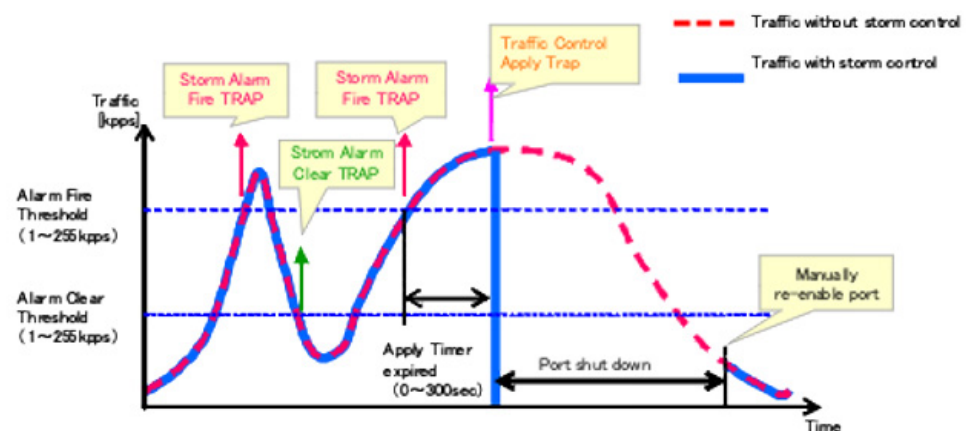 Traffic without storm control
Traffic with storm control
Traffic Control
Apply Trap
Storm Alarm
Fire TRAP
Storm Alarm
Fire TRAP
Strom Alarm
Clear TRAP
Traffic
[kpps]
Alarm Fire
Threshold
(1~255kpps)
Alarm Clear
Threshold
(1~255kpps)
Manually
re-enable port
Apply Timer
expired
(0~300sec)
Port shut down
Time